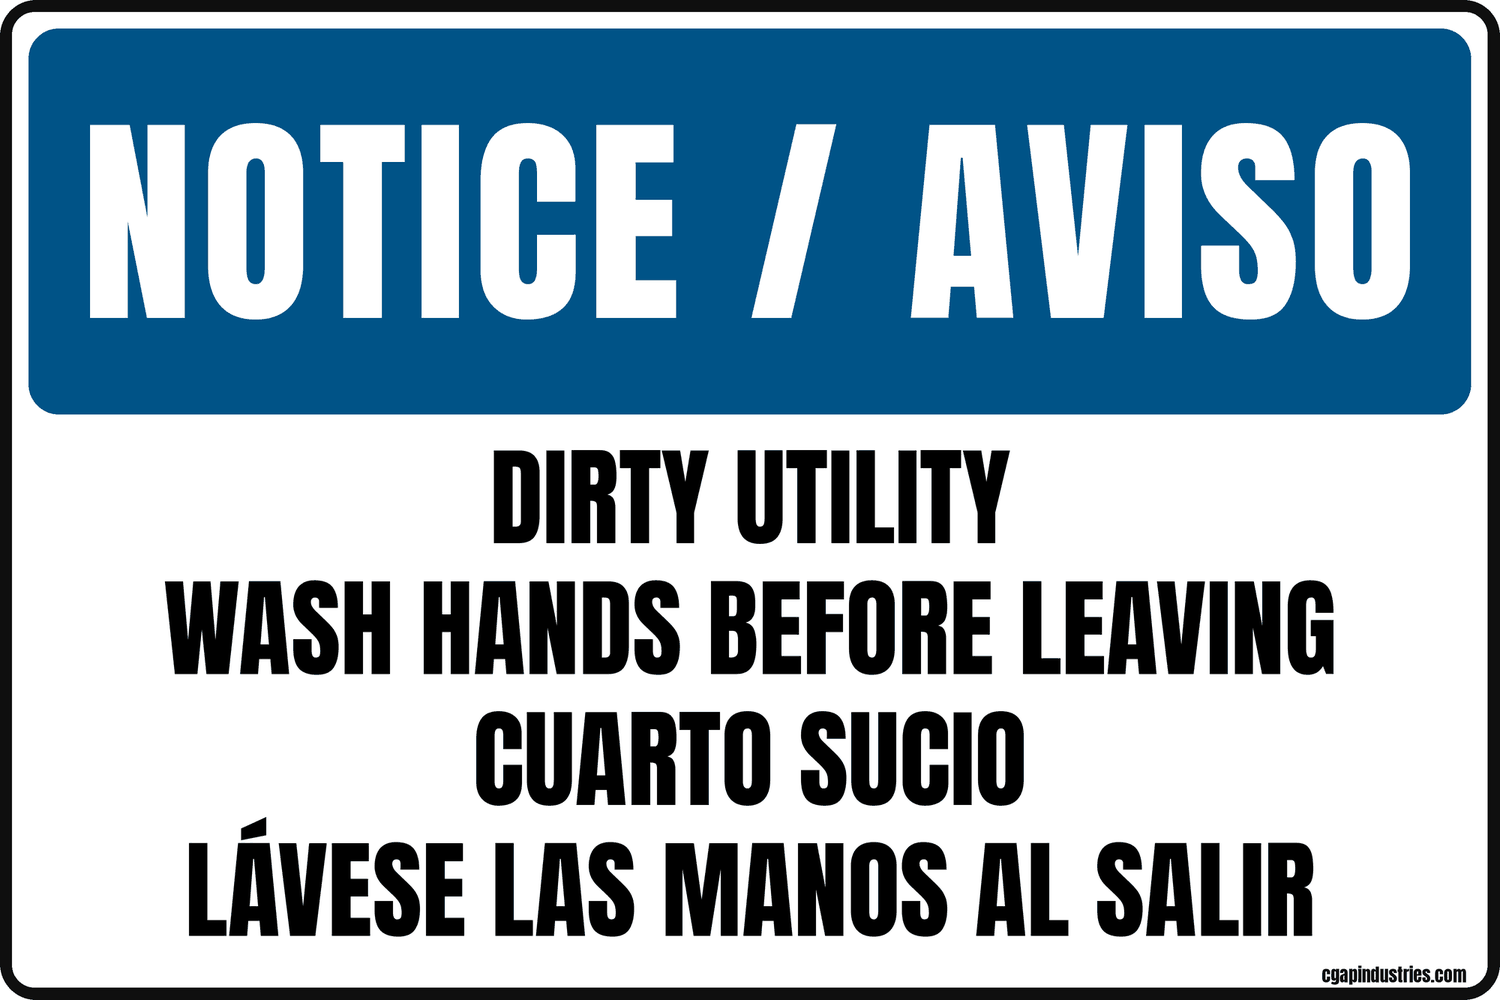 NOTICE / AVISO
DIRTY UTILITY
WASH HANDS BEFORE LEAVING
CUARTO SUCIO
LÁVESE LAS MANOS AL SALIR
cgapindustries.com